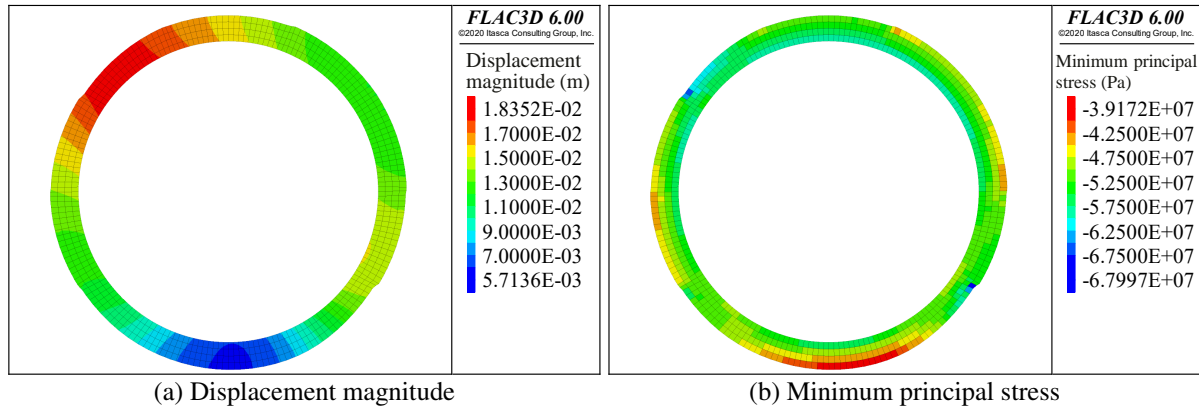 FLAC3D 6.00
©2020 Itasca Consulting Group, Inc.
Displacement
magnitude (m)
1.8352E-02
1.7000E-02
1.5000E-02
1.3000E-02
1.1000E-02
9.0000E-03
7.0000E-03
5.7136E-03
(a) Displacement magnitude
FLAC3D 6.00
©2020 Itasca Consulting Group, Inc.
Minimum principal
stress (Pa)
-3.9172E+07
-4.2500E+07
-4.7500E+07
-5.2500E+07
-5.7500E+07
-6.2500E+07
-6.7500E+07
-6.7997E+07
(b) Minimum principal stress